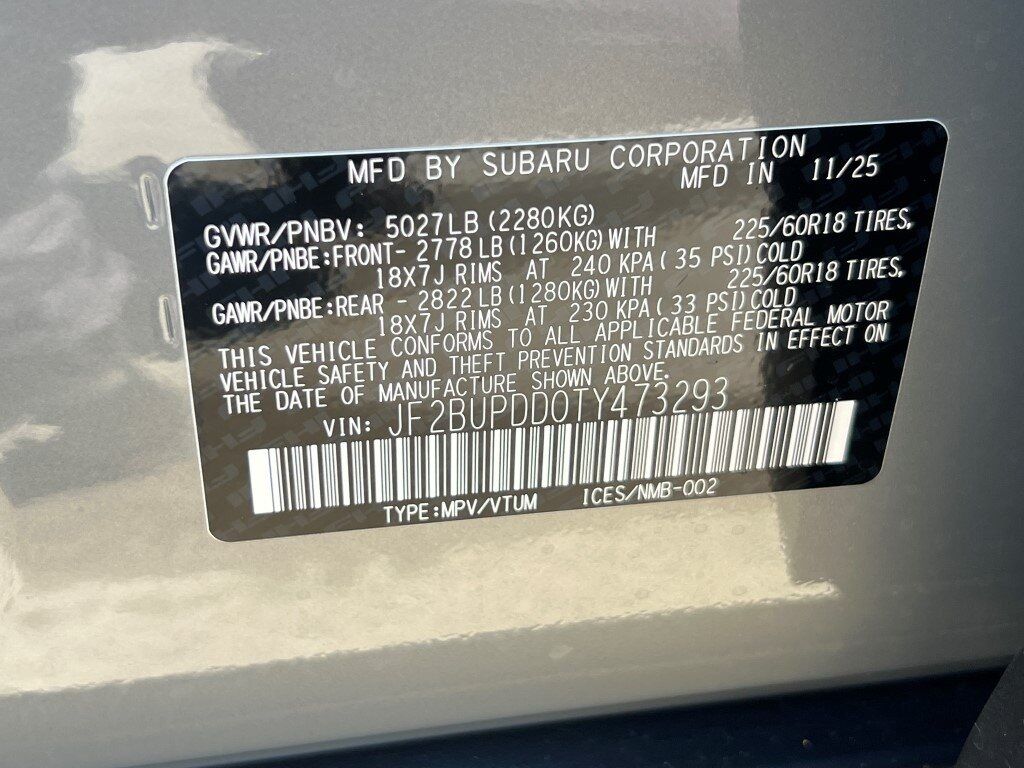 MFD BY SUBARU CORPORATION
MFD IN 11/25
GVWR/PNBV: 5027LB (2280KG)
GAWR/PNBE:FRONT- 2778 LB (1260KG) WITH 225/60R18 TIRES,
18X7J RIMS AT 240 KPA ( 35 PSI) COLD
GAWR/PNBE:REAR - 2822 LB (1280KG) WITH 225/60R18 TIRES,
18X7J RIMS AT 230 KPA ( 33 PSI) COLD
THIS VEHICLE CONFORMS TO ALL APPLICABLE FEDERAL MOTOR
VEHICLE SAFETY AND THEFT PREVENTION STANDARDS IN EFFECT ON
THE DATE OF MANUFACTURE SHOWN ABOVE.
VIN: JF2BUPDD0TY473293
TYPE:MPV/VTUM ICES/NMB-002